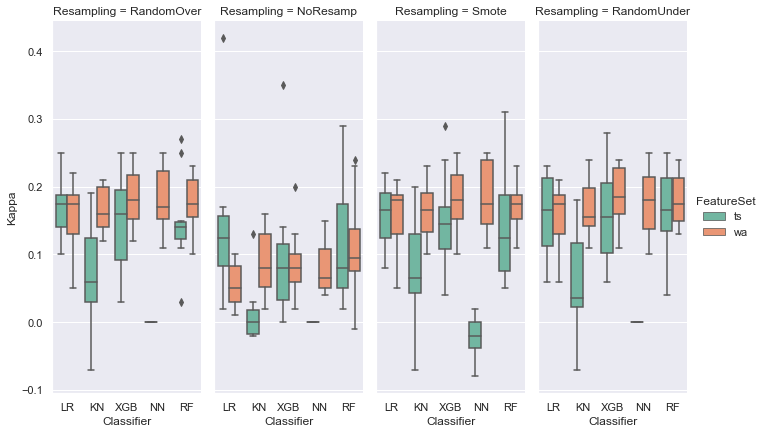 Resampling = RandomOver
Resampling = NoResamp
Resampling = Smote
Resampling = RandomUnder
0.4
0.3
0.2
0.1
0.0
−0.1
Kappa
LR KN XGB NN RF
LR KN XGB NN RF
LR KN XGB NN RF
LR KN XGB NN RF
Classifier
Classifier
Classifier
Classifier
FeatureSet
ts
wa